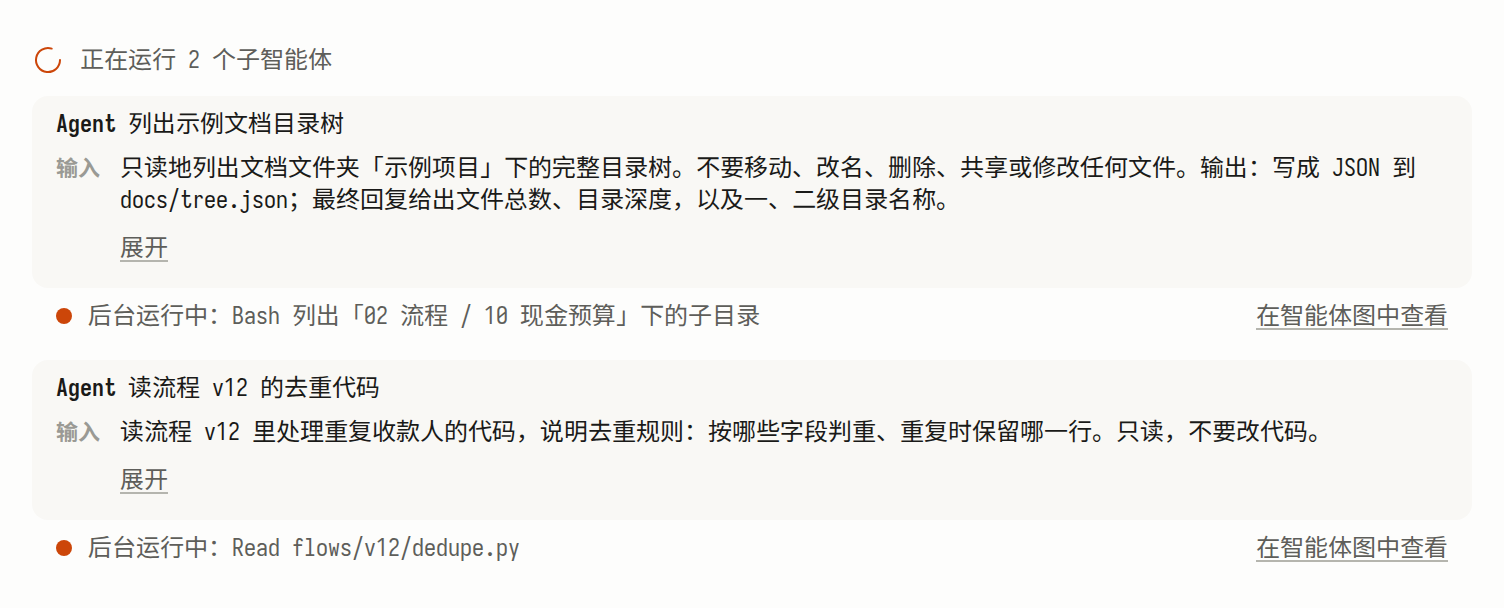 正在运行 2 个子智能体
Agent 列出示例文档目录树
输入 只读地列出文档文件夹「示例项目」下的完整目录树。不要移动、改名、删除、共享或修改任何文件。输出：写成 JSON 到
docs/tree.json；最终回复给出文件总数、目录深度，以及一、二级目录名称。
展开
后台运行中：Bash 列出「02 流程 / 10 现金预算」下的子目录 在智能体图中查看
Agent 读流程 v12 的去重代码
输入 读流程 v12 里处理重复收款人的代码，说明去重规则：按哪些字段判重、重复时保留哪一行。只读，不要改代码。
展开
后台运行中：Read flows/v12/dedupe.py 在智能体图中查看